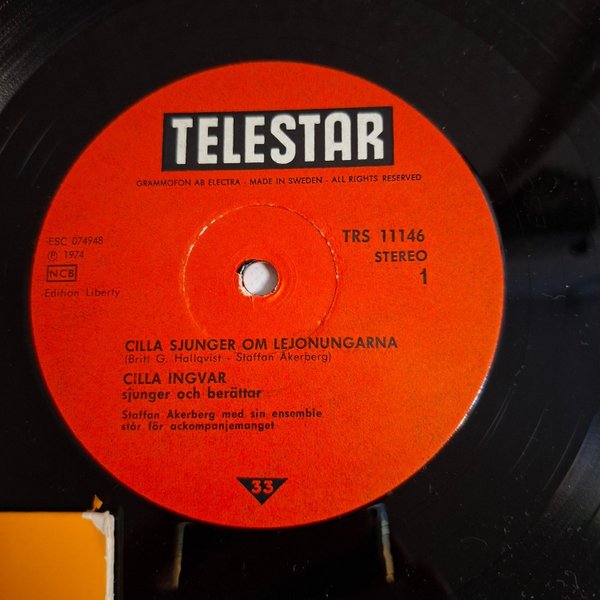 TELESTAR
GRAMMOFON AB ELECTRA - MADE IN SWEDEN - ALL RIGHTS RESERVED
ESC 074948
Ⓟ 1974
NCB
Edition Liberty
TRS 11146
STEREO
1
CILLA SJUNGER OM LEJONUNGARNA
(Britt G. Hallqvist - Staffan Åkerberg)
CILLA INGVAR
sjunger och berättar
Staffan Åkerberg med sin ensemble
står för ackompanjemanget
33